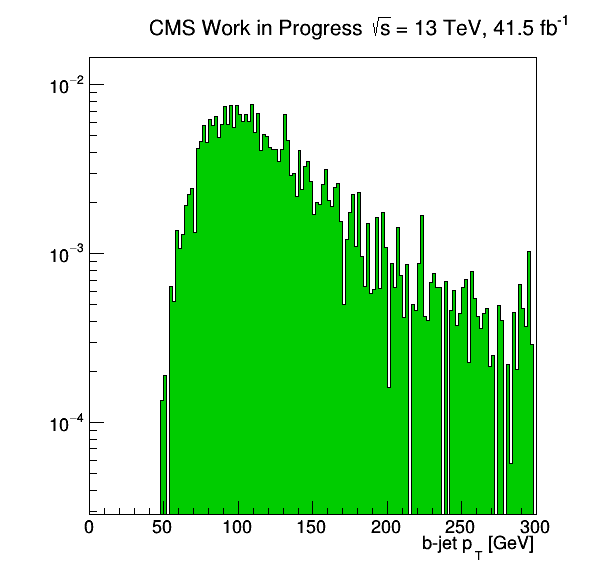 CMS Work in Progress √s = 13 TeV, 41.5 fb⁻¹
10⁻²
10⁻³
10⁻⁴
0 50 100 150 200 250 300
b-jet p_T [GeV]